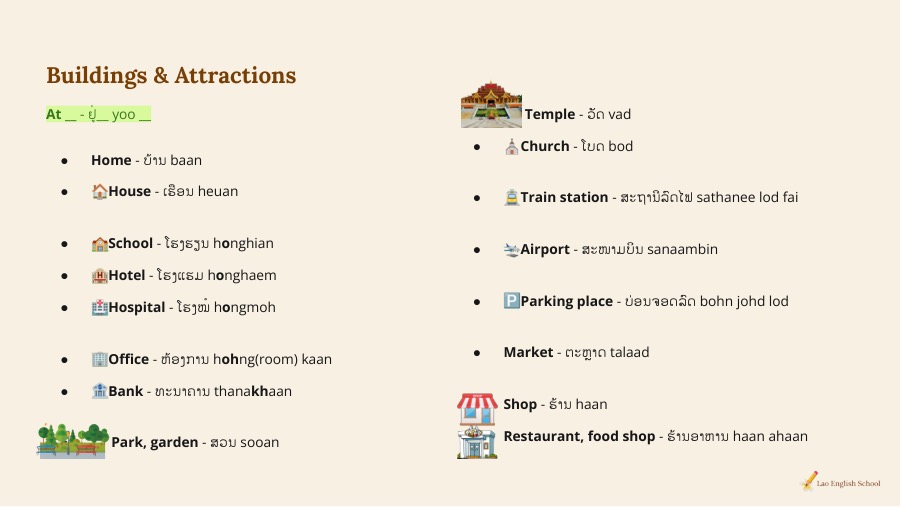 Buildings & Attractions
At __ - ຢູ່__ yoo __
● Home - ບ້ານ baan
● House - ເຮືອນ heuan
● School - ໂຮງຮຽນ honghian
● Hotel - ໂຮງແຮມ honghaem
● Hospital - ໂຮງໝໍ hongmoh
● Office - ຫ້ອງການ hohng(room) kaan
● Bank - ທະນາຄານ thanakhaan
Park, garden - ສວນ sooan
Temple - ວັດ vad
● Church - ໂບດ bod
● Train station - ສະຖານີລົດໄຟ sathanee lod fai
● Airport - ສະໜາມບິນ sanaambin
● Parking place - ບ່ອນຈອດລົດ bohn johd lod
Market - ຕະຫຼາດ talaad
Shop - ຮ້ານ haan
Restaurant, food shop - ຮ້ານອາຫານ haan ahaan
Lao English School